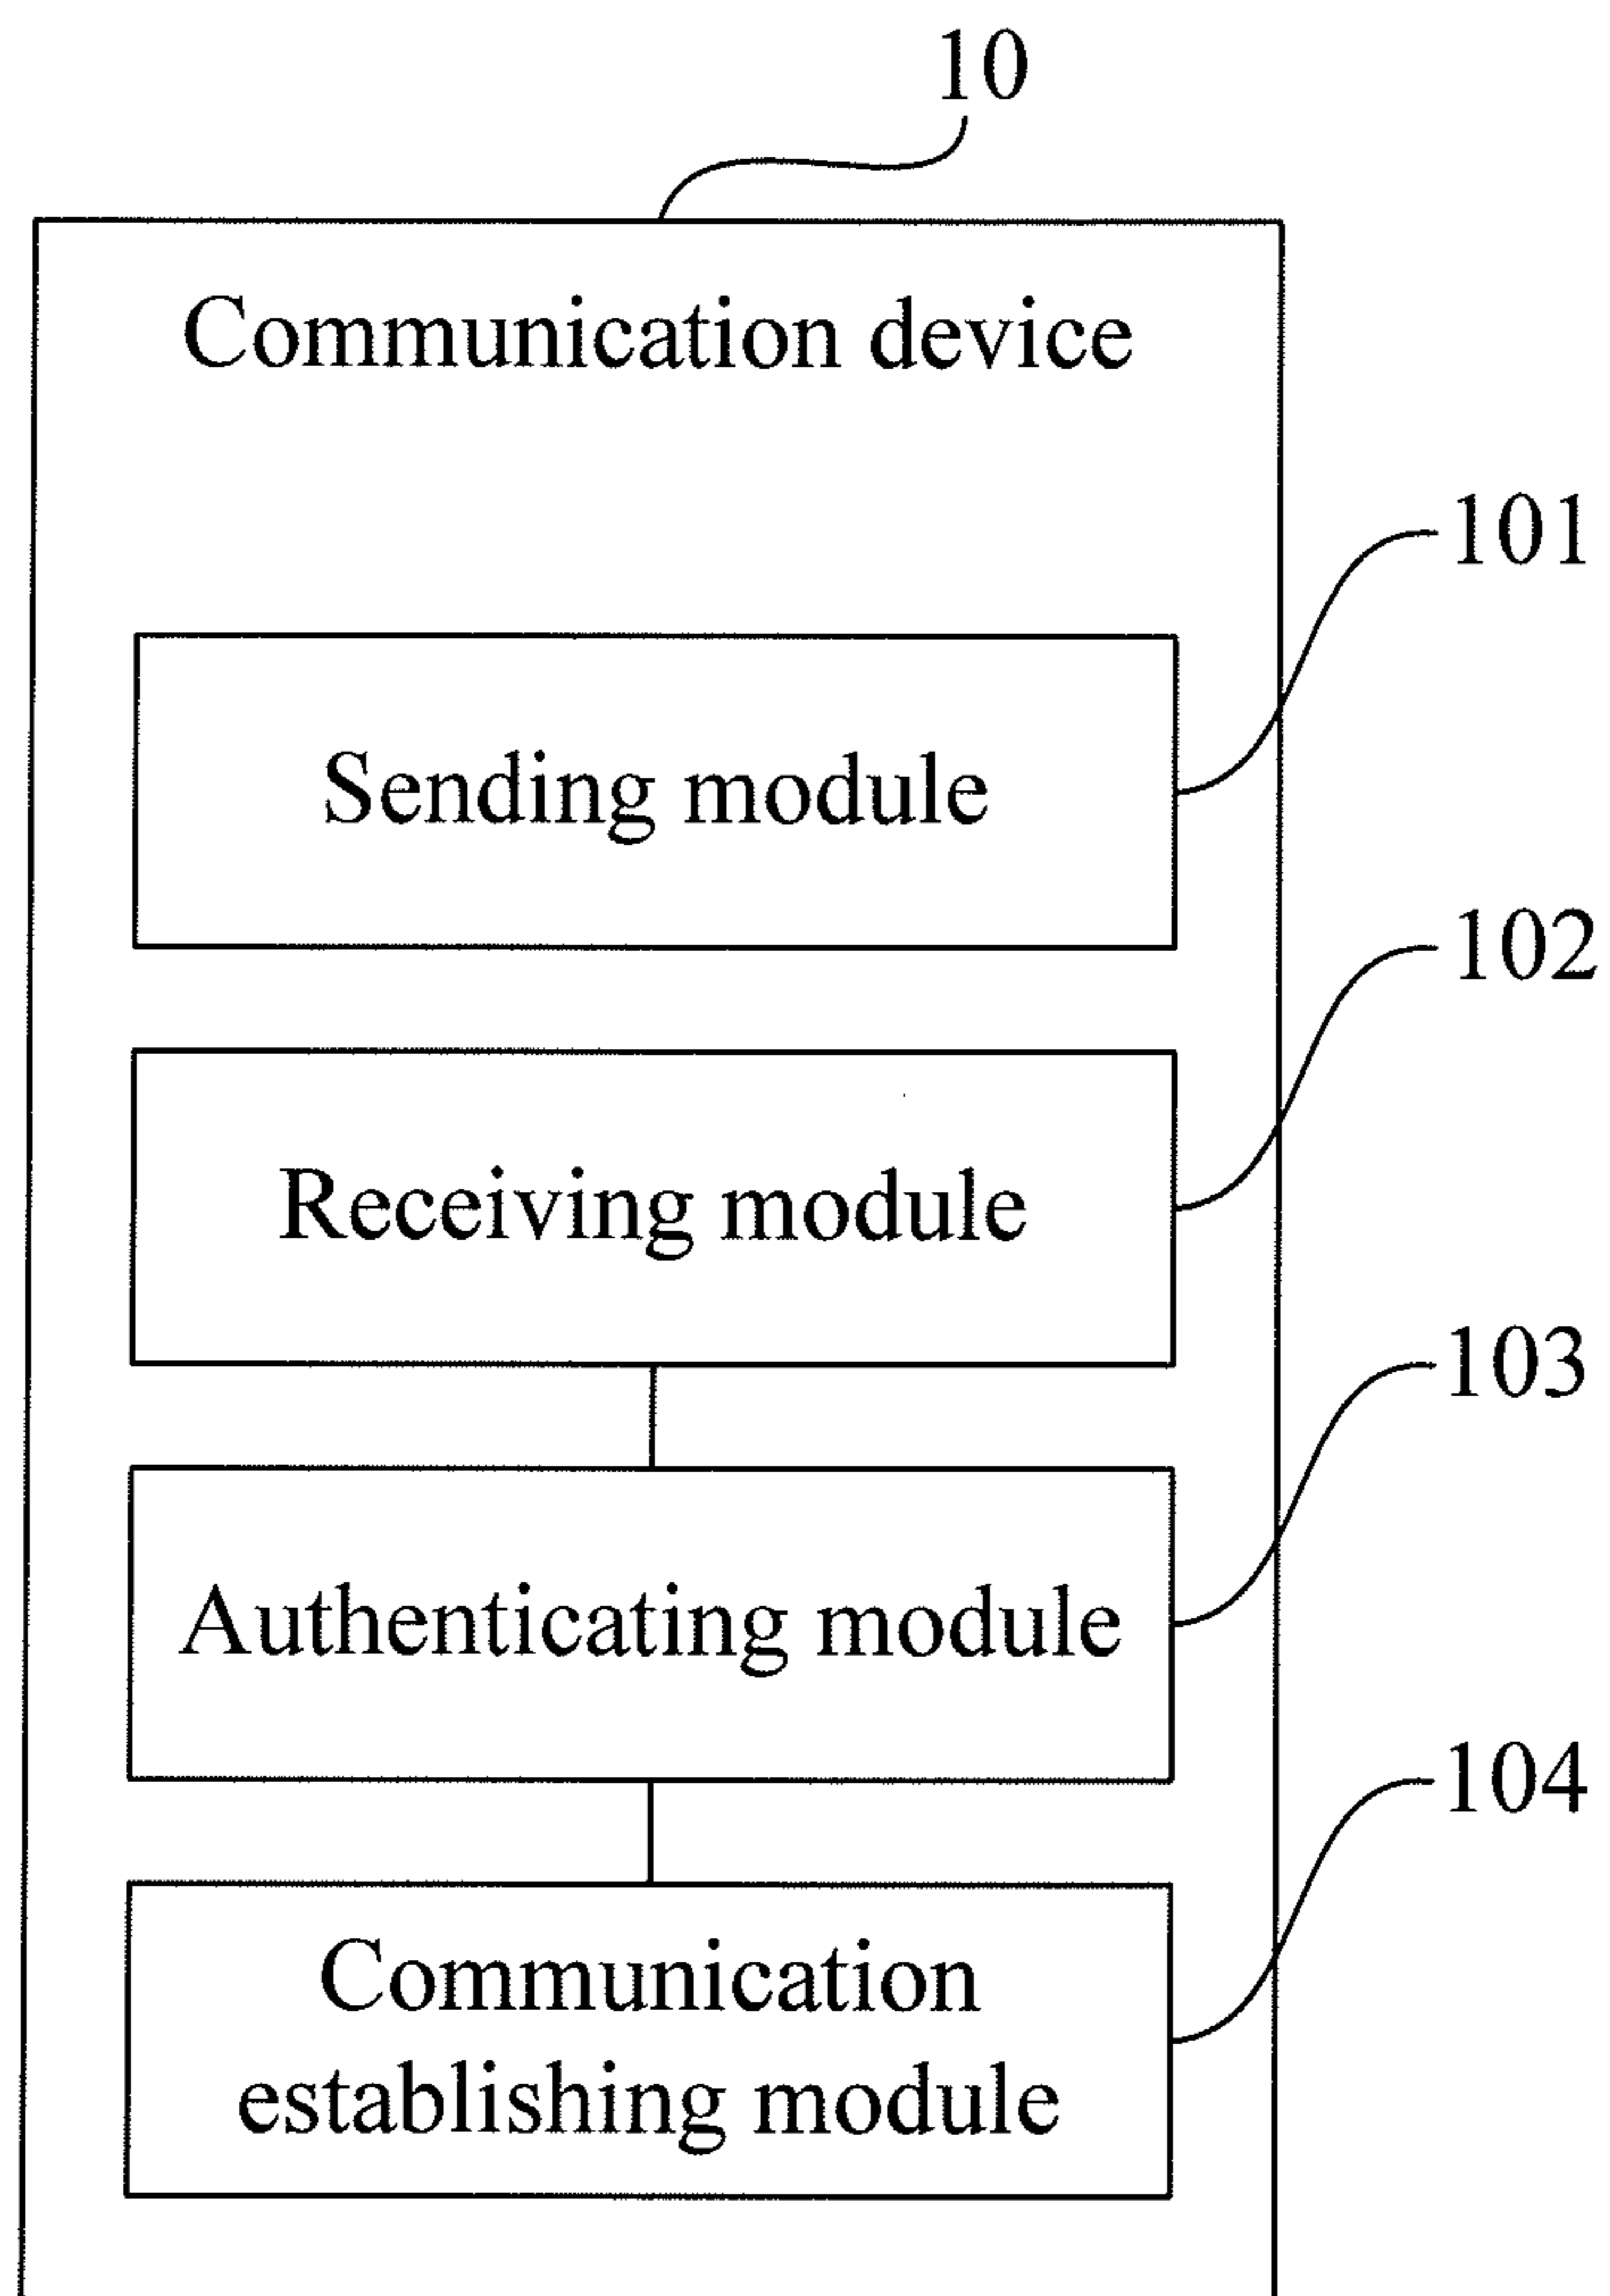 10
Communication device
101
Sending module
102
Receiving module
103
Authenticating module
104
Communication
establishing module